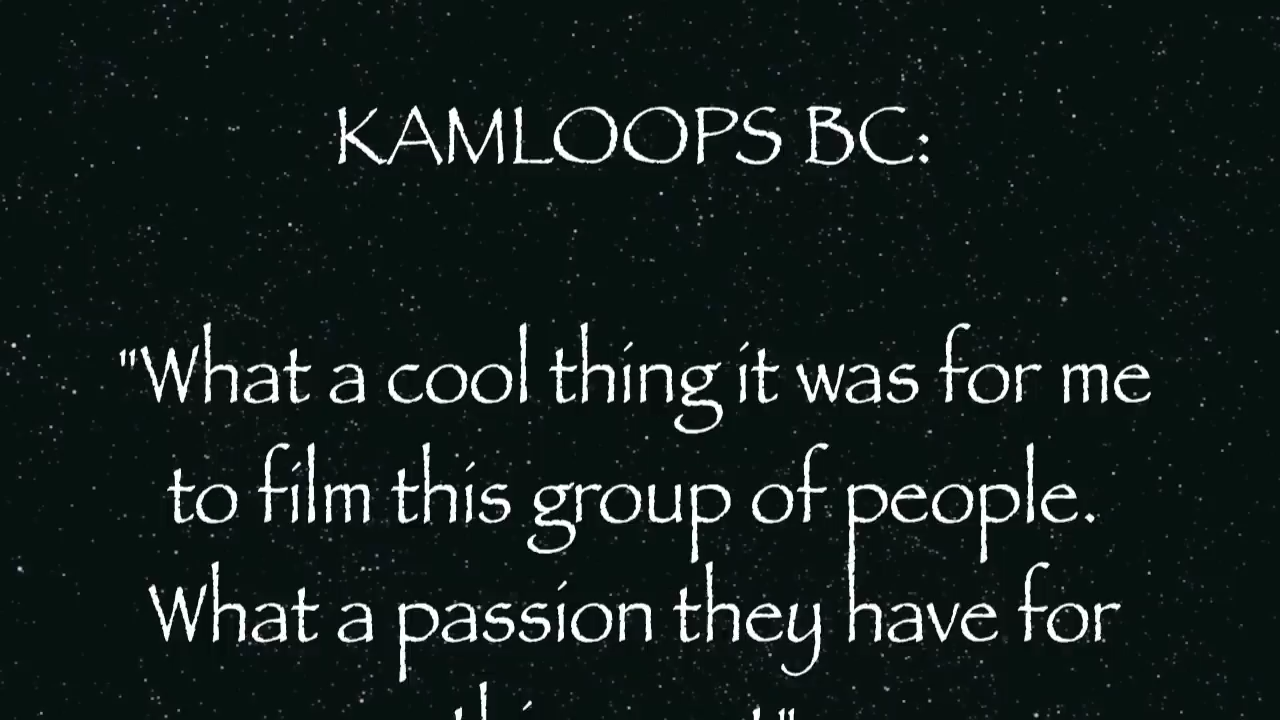 KAMLOOPS BC:
"What a cool thing it was for me
to film this group of people.
What a passion they have for